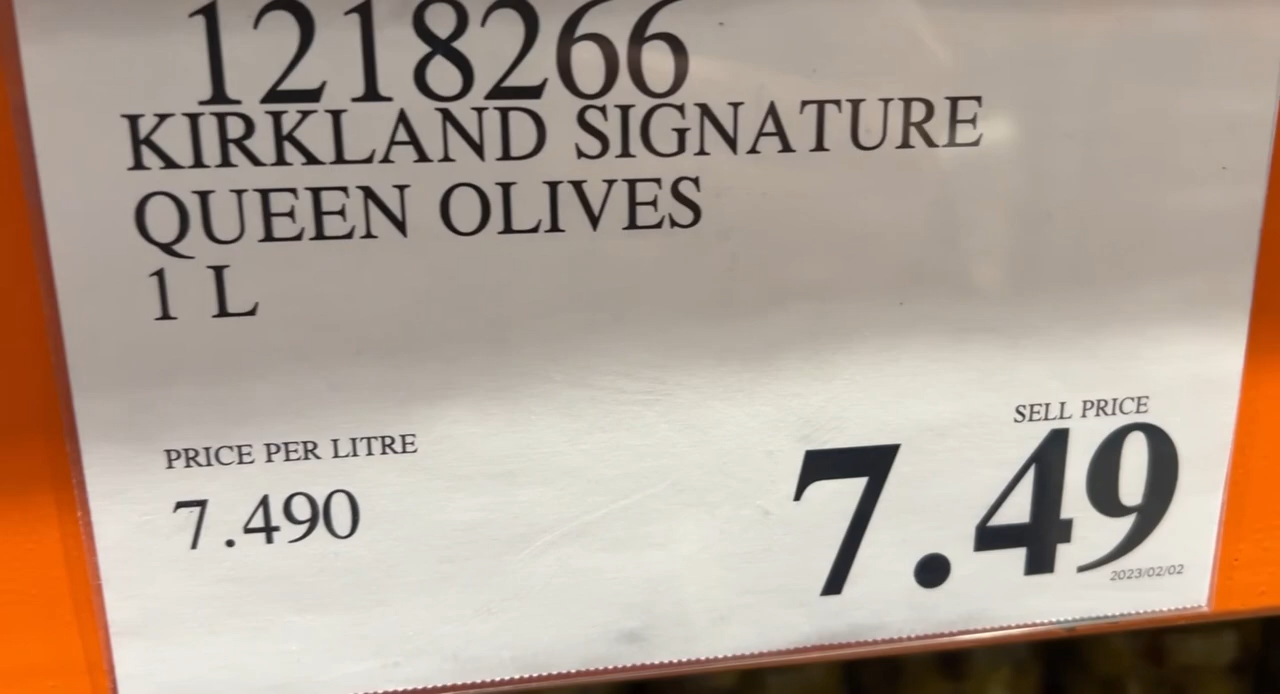 1218266
KIRKLAND SIGNATURE
QUEEN OLIVES
1 L
PRICE PER LITRE
7.490
SELL PRICE
7.49
2023/02/02